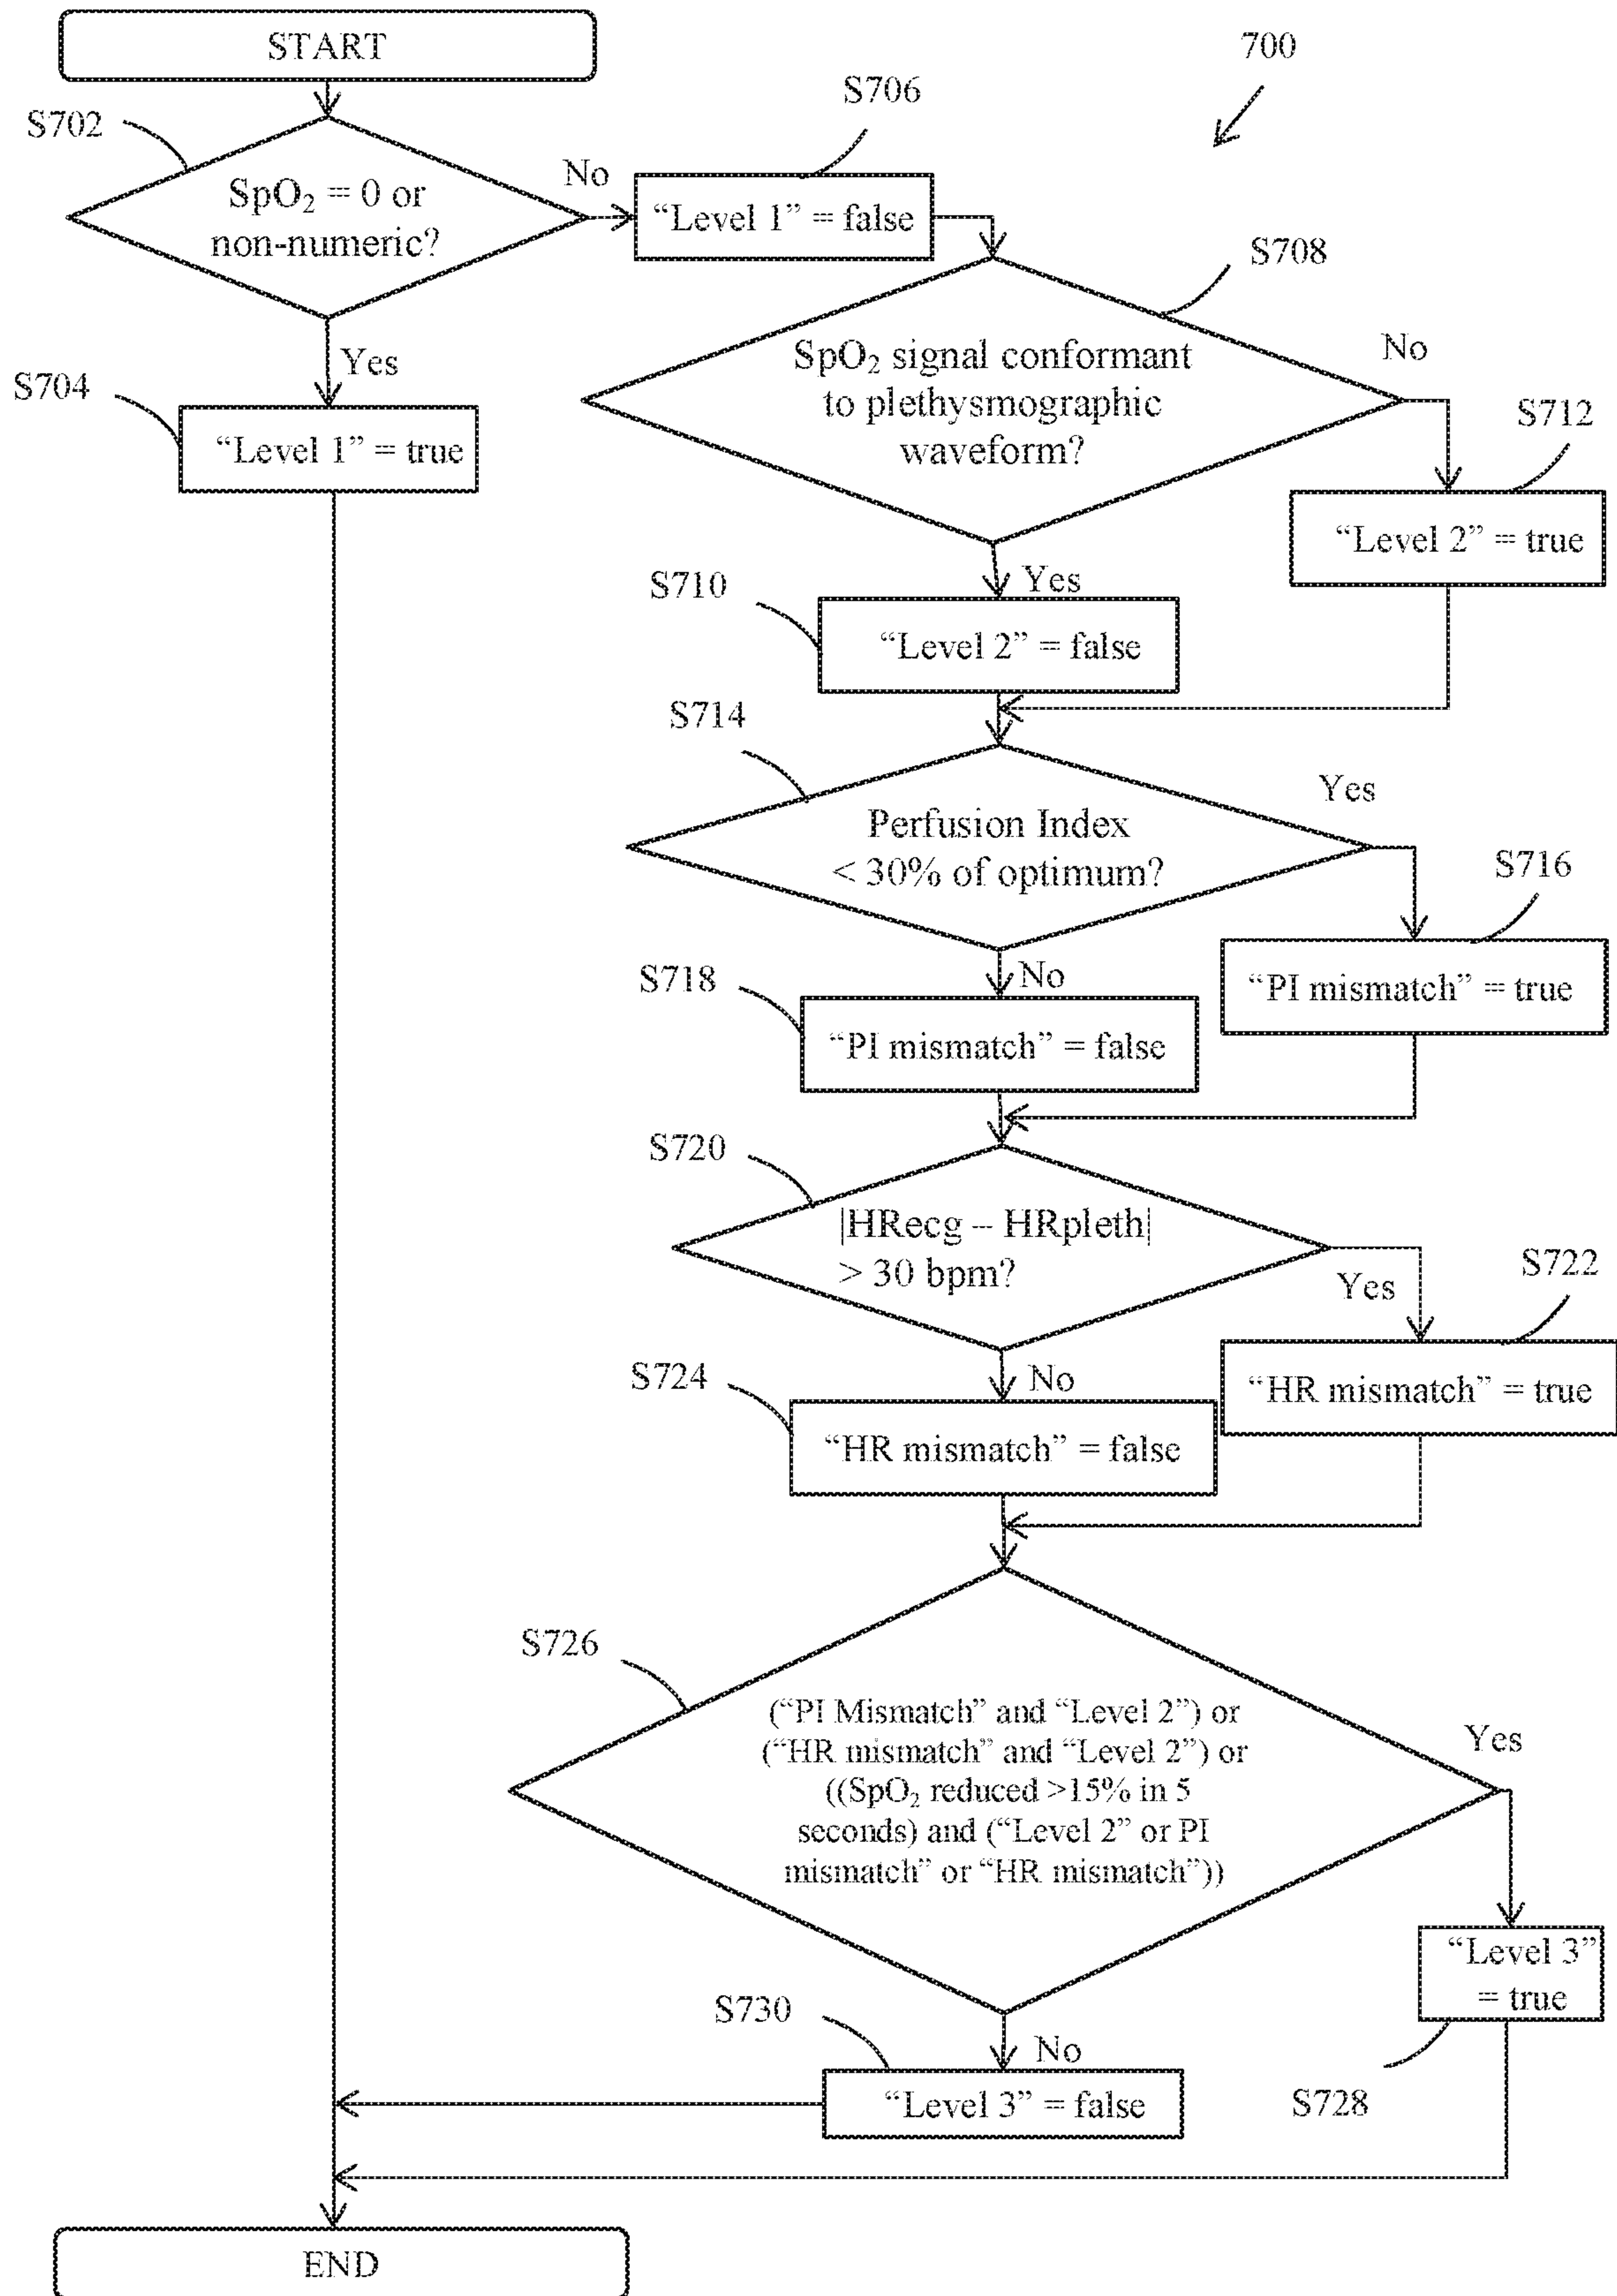 START
700
S706
S702
No
SpO₂ = 0 or
non-numeric?
"Level 1" = false
S708
Yes
S704
"Level 1" = true
SpO₂ signal conformant
to plethysmographic
waveform?
No
S712
"Level 2" = true
Yes
S710
"Level 2" = false
S714
Yes
Perfusion Index
< 30% of optimum?
S716
"PI mismatch" = true
No
S718
"PI mismatch" = false
S720
|HRecg – HRpleth|
> 30 bpm?
Yes
S722
"HR mismatch" = true
No
S724
"HR mismatch" = false
S726
("PI Mismatch" and "Level 2") or
("HR mismatch" and "Level 2") or
((SpO₂ reduced >15% in 5
seconds) and ("Level 2" or PI
mismatch" or "HR mismatch"))
Yes
"Level 3"
= true
S728
No
S730
"Level 3" = false
END